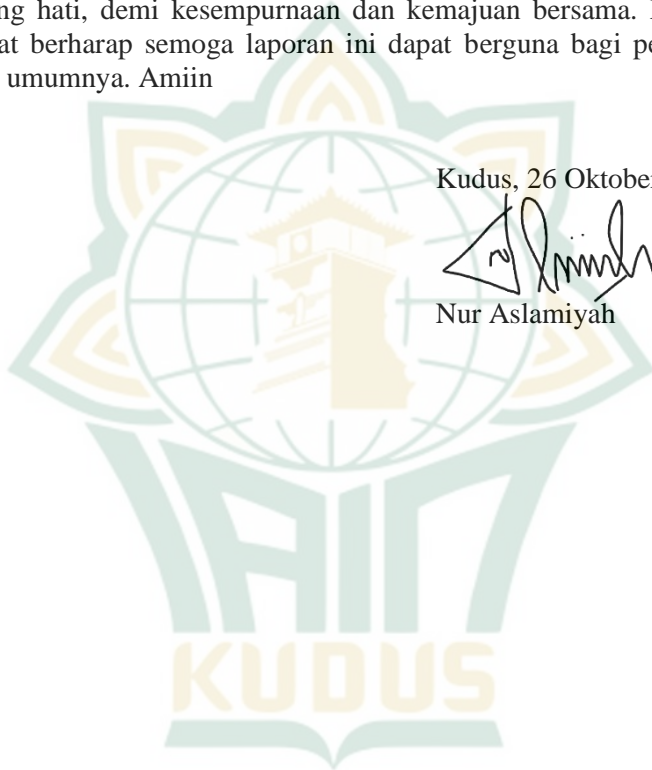 ng hati, demi kesempurnaan dan kemajuan bersama.
at berharap semoga laporan ini dapat berguna bagi pe
umumnya. Amiin
Kudus, 26 Oktober
Nur Aslamiyah
IAIN
KUDUS